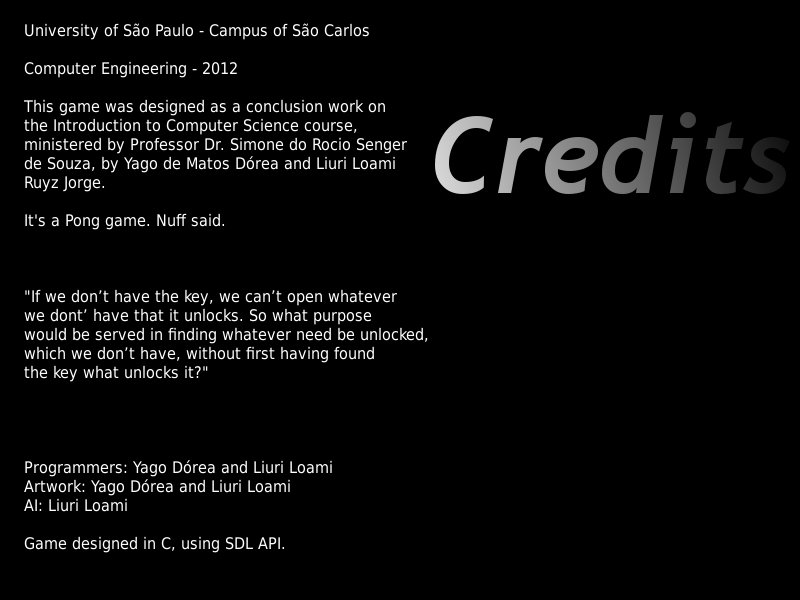 University of São Paulo - Campus of São Carlos
Computer Engineering - 2012
This game was designed as a conclusion work on
the Introduction to Computer Science course,
ministered by Professor Dr. Simone do Rocio Senger
de Souza, by Yago de Matos Dórea and Liuri Loami
Ruyz Jorge.
It's a Pong game. Nuff said.
Credits
"If we don’t have the key, we can’t open whatever
we dont’ have that it unlocks. So what purpose
would be served in finding whatever need be unlocked,
which we don’t have, without first having found
the key what unlocks it?"
Programmers: Yago Dórea and Liuri Loami
Artwork: Yago Dórea and Liuri Loami
AI: Liuri Loami
Game designed in C, using SDL API.